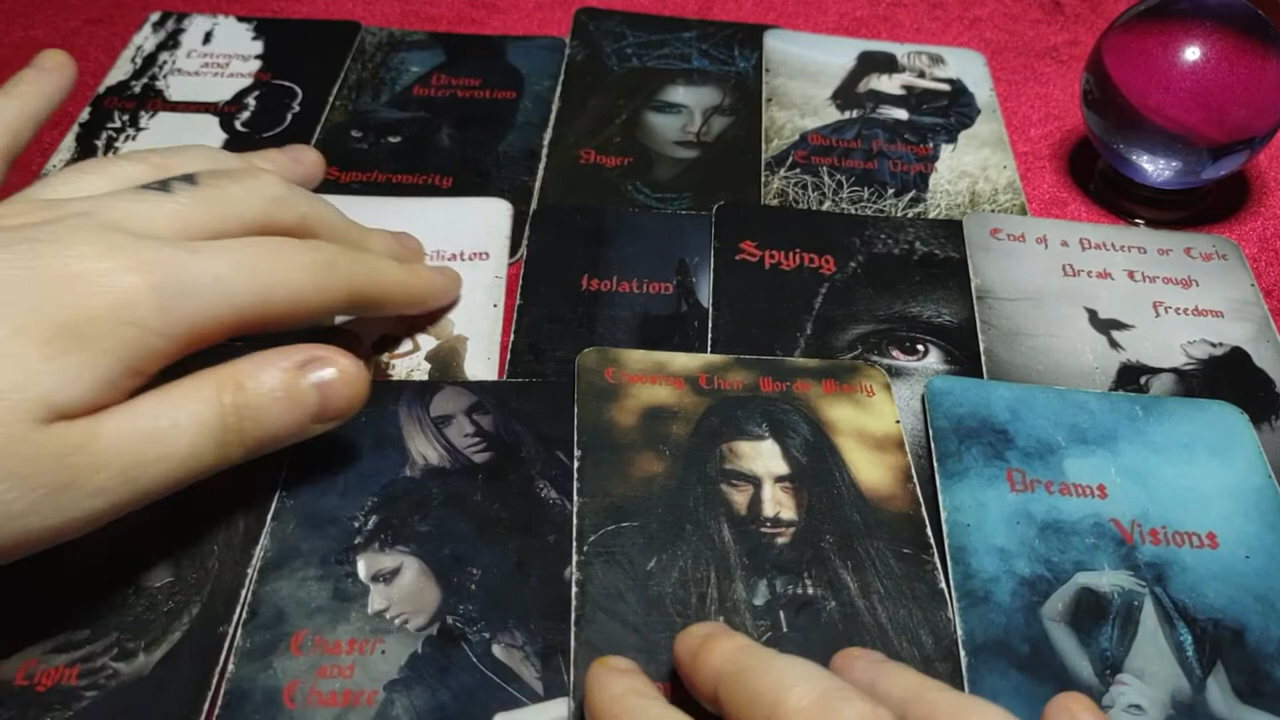 Listening
and
Understanding
New Perspective
Divine
Intervention
Synchronicity
Anger
Mutual Feelings
Emotional Depth
Isolation
Spying
End of a Pattern or Cycle
Break Through
Freedom
Choosing Their Words Wisely
Chaser
and
Chasee
Dreams
Visions
Light